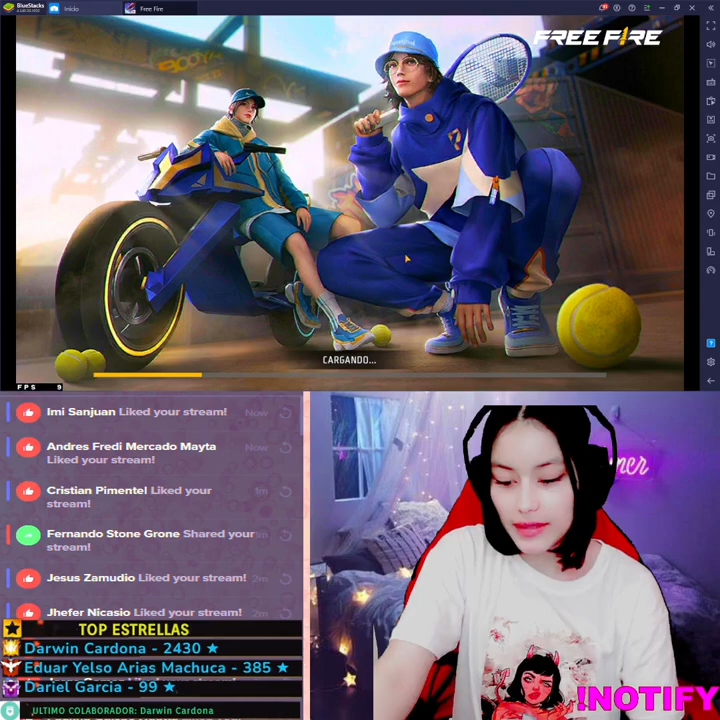 BlueStacks
Inicio
Free Fire
FREE FIRE
CARGANDO...
FPS 9
Imi Sanjuan Liked your stream! Now
Andres Fredi Mercado Mayta Now
Liked your stream!
Cristian Pimentel Liked your 1m
stream!
Fernando Stone Grone Shared your
stream!
Jesus Zamudio Liked your stream! 2m
Jhefer Nicasio Liked your stream! 2m
TOP ESTRELLAS
Darwin Cardona - 2430 ★
Eduar Yelso Arias Machuca - 385 ★
Dariel Garcia - 99 ★
ULTIMO COLABORADOR: Darwin Cardona
!NOTIFY